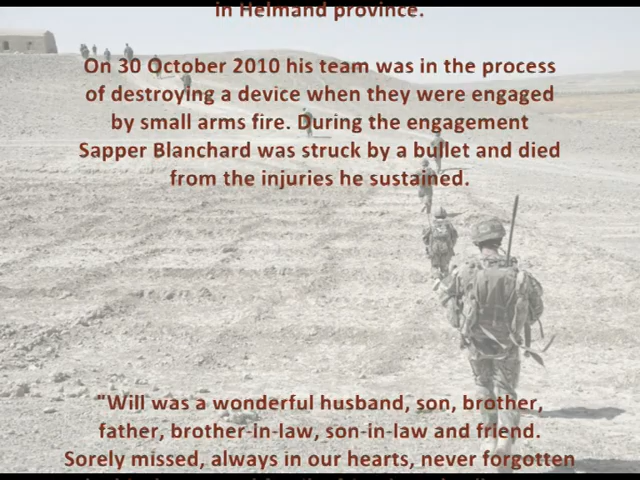 in Helmand province.
On 30 October 2010 his team was in the process
of destroying a device when they were engaged
by small arms fire. During the engagement
Sapper Blanchard was struck by a bullet and died
from the injuries he sustained.
"Will was a wonderful husband, son, brother,
father, brother-in-law, son-in-law and friend.
Sorely missed, always in our hearts, never forgotten